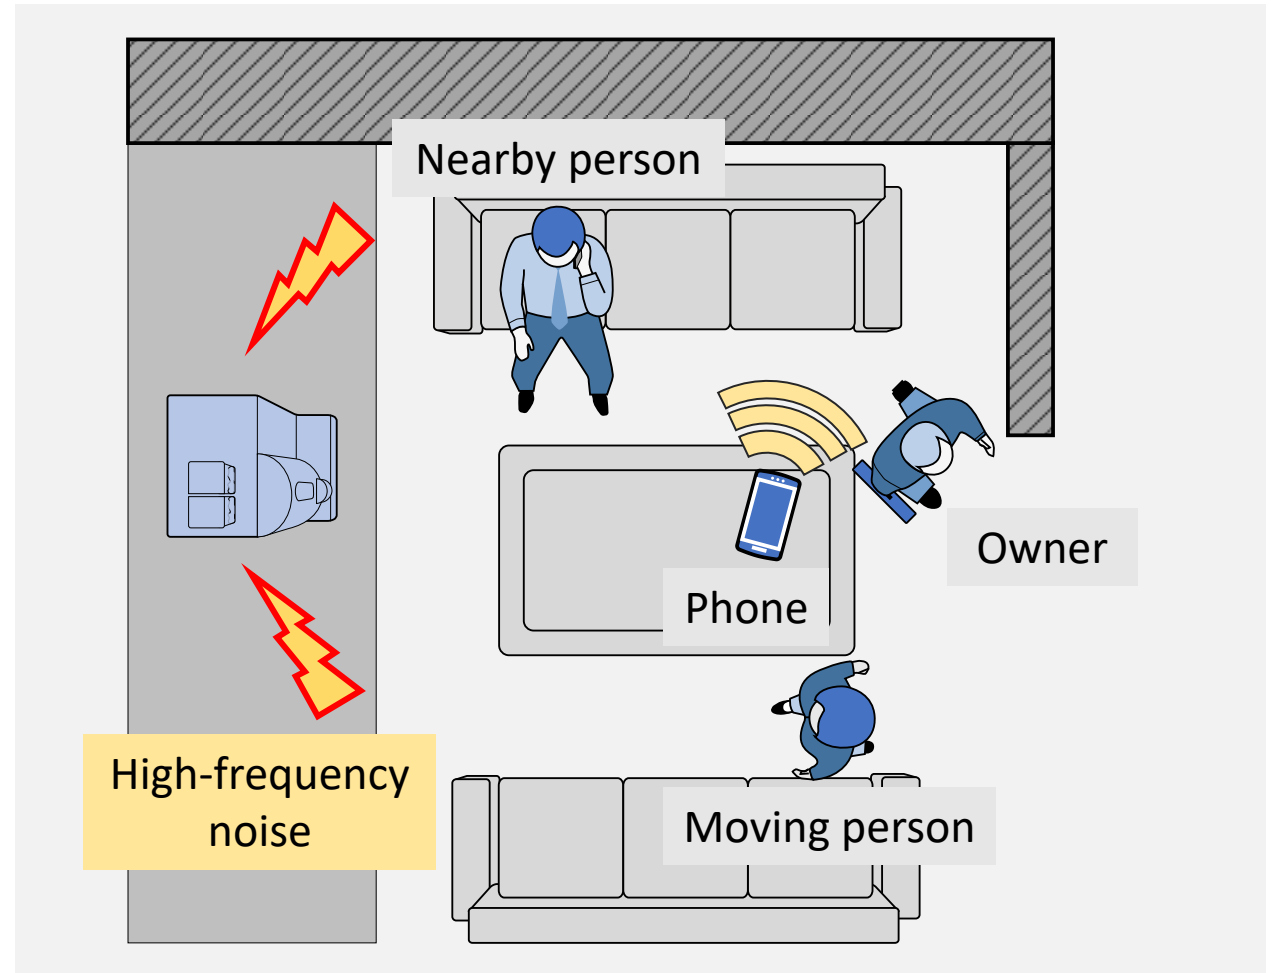 Nearby person
Owner
Phone
High-frequency
noise
Moving person